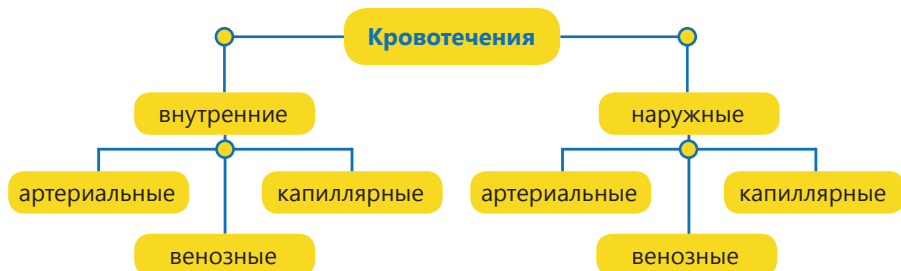 Кровотечения
внутренние
наружные
артериальные
капиллярные
артериальные
капиллярные
венозные
венозные